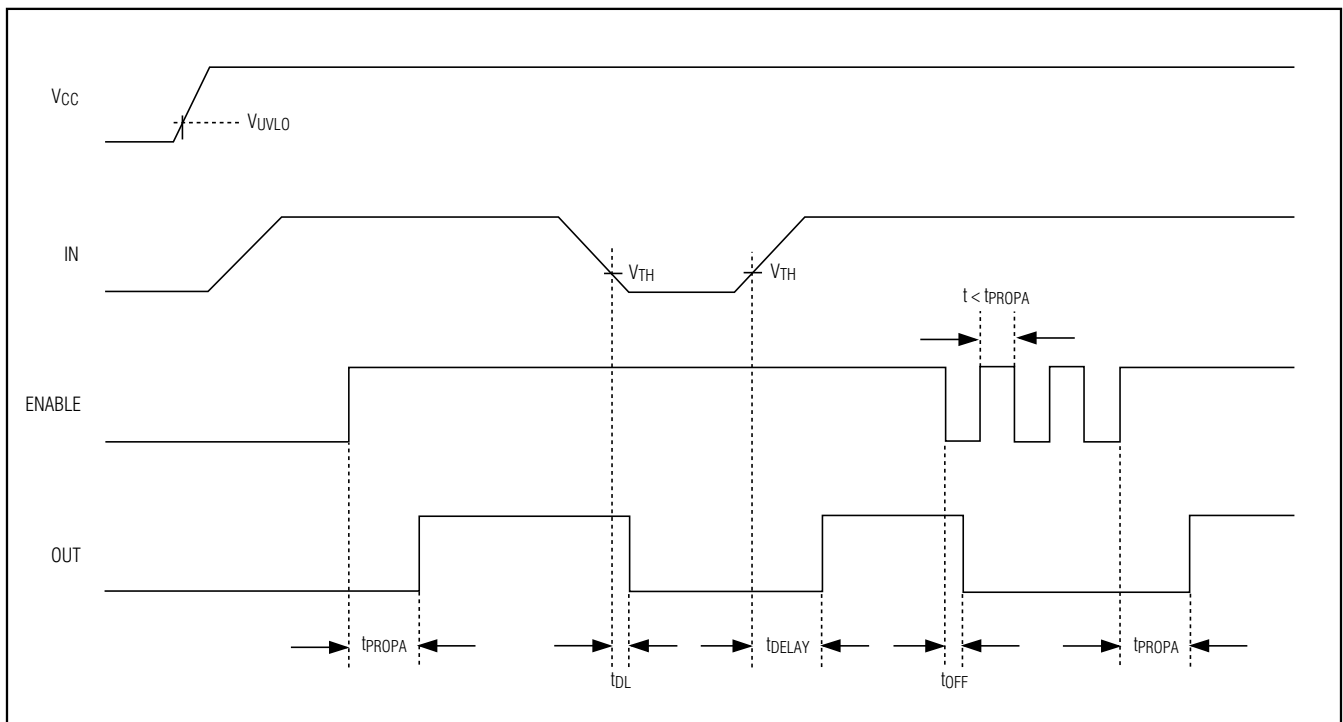 VCC
VUVLO
IN
VTH
VTH
t < tPROPA
ENABLE
OUT
tPROPA
tDL
tDELAY
tOFF
tPROPA